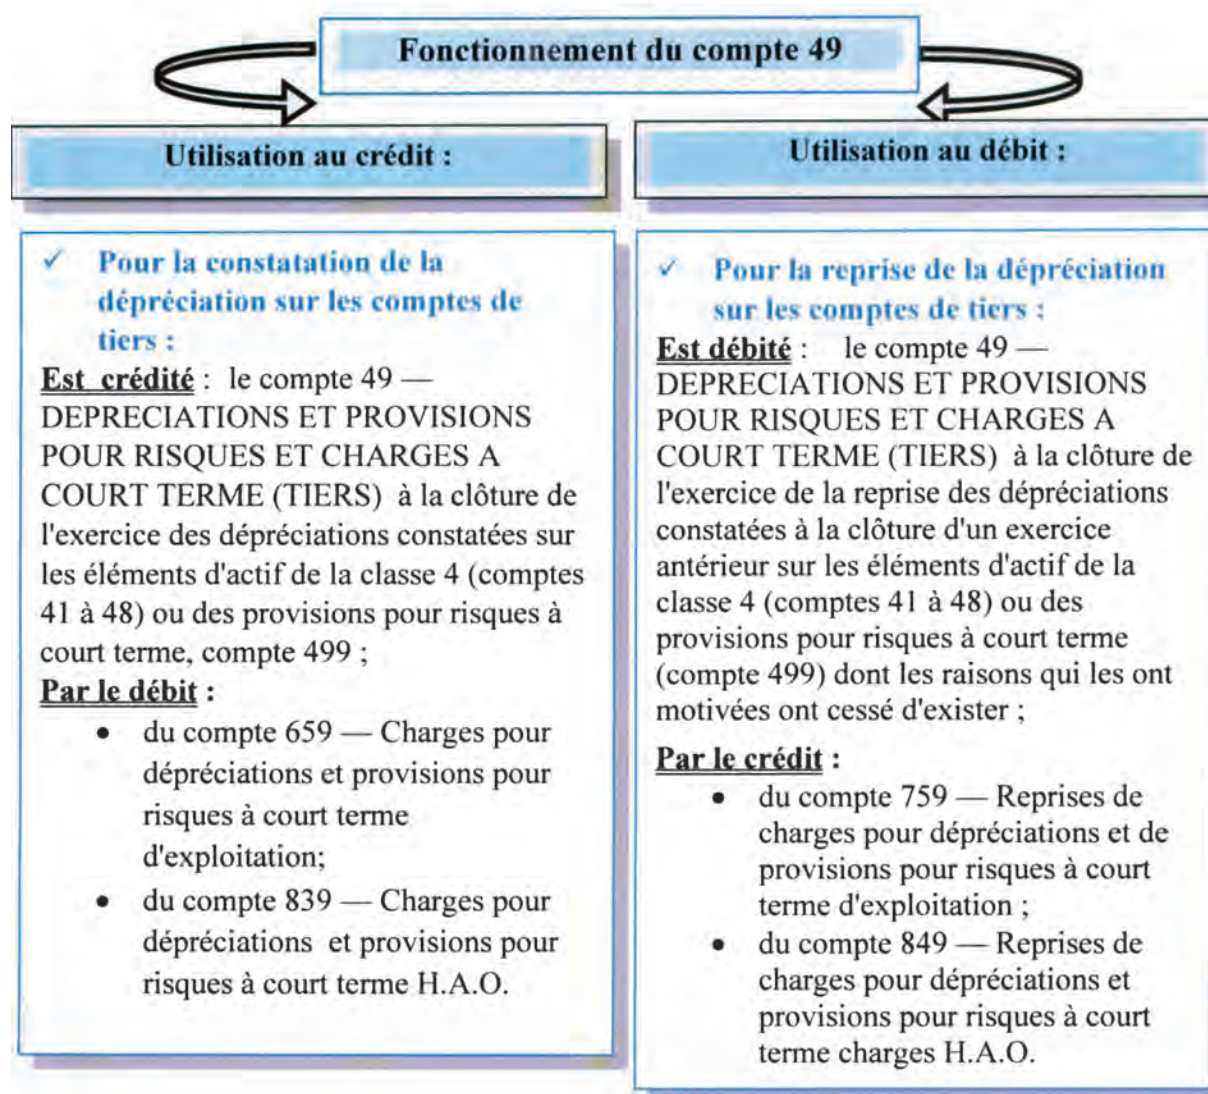 Fonctionnement du compte 49
Utilisation au crédit :
✓ Pour la constatation de la
dépréciation sur les comptes de
tiers :
Est crédité : le compte 49 —
DEPRECIATIONS ET PROVISIONS
POUR RISQUES ET CHARGES A
COURT TERME (TIERS) à la clôture de
l'exercice des dépréciations constatées sur
les éléments d'actif de la classe 4 (comptes
41 à 48) ou des provisions pour risques à
court terme, compte 499 ;
Par le débit :
• du compte 659 — Charges pour
dépréciations et provisions pour
risques à court terme
d'exploitation;
• du compte 839 — Charges pour
dépréciations et provisions pour
risques à court terme H.A.O.
Utilisation au débit :
✓ Pour la reprise de la dépréciation
sur les comptes de tiers :
Est débité : le compte 49 —
DEPRECIATIONS ET PROVISIONS
POUR RISQUES ET CHARGES A
COURT TERME (TIERS) à la clôture de
l'exercice de la reprise des dépréciations
constatées à la clôture d'un exercice
antérieur sur les éléments d'actif de la
classe 4 (comptes 41 à 48) ou des
provisions pour risques à court terme
(compte 499) dont les raisons qui les ont
motivées ont cessé d'exister ;
Par le crédit :
• du compte 759 — Reprises de
charges pour dépréciations et de
provisions pour risques à court
terme d'exploitation ;
• du compte 849 — Reprises de
charges pour dépréciations et
provisions pour risques à court
terme charges H.A.O.